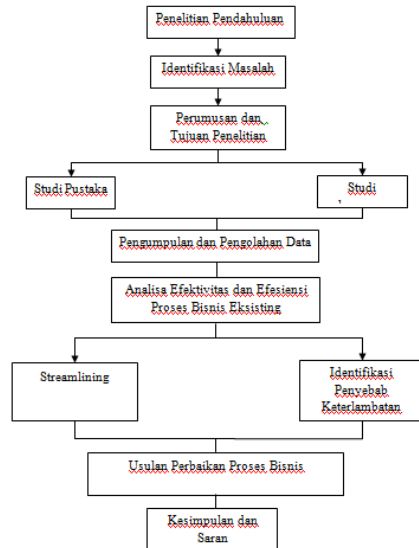 Penelitian Pendahuluan
Identifikasi Masalah
Perumusan dan
Tujuan Penelitian
Studi Pustaka
Studi
,
Pengumpulan dan Pengolahan Data
Analisa Efektivitas dan Efesiensi
Proses Bisnis Eksisting
Streamlining
Identifikasi
Penyebab
Keterlambatan
Usulan Perbaikan Proses Bisnis
Kesimpulan dan
Saran